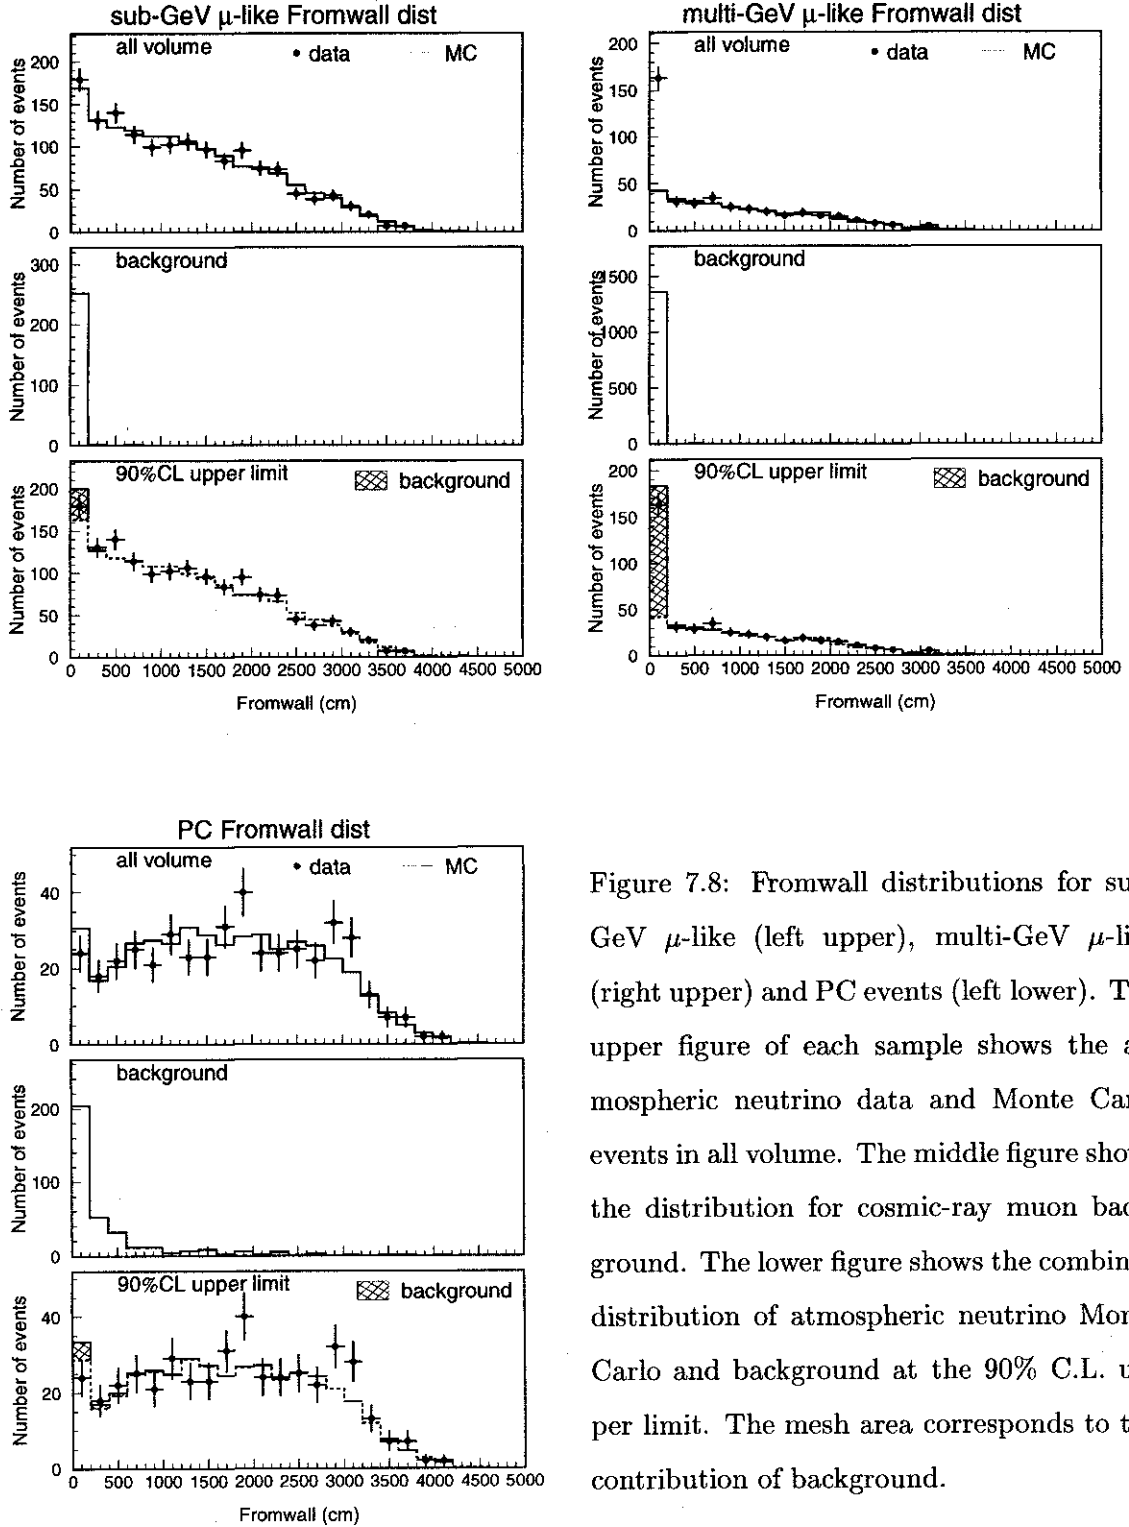 sub-GeV μ-like Fromwall dist
all volume
data
MC
Number of events
200
150
100
50
0
background
Number of events
300
200
100
0
90%CL upper limit
background
Number of events
200
150
100
50
0
0 500 1000 1500 2000 2500 3000 3500 4000 4500 5000
Fromwall (cm)
multi-GeV μ-like Fromwall dist
all volume
data
MC
Number of events
200
150
100
50
0
background
Number of events
1500
1000
500
0
90%CL upper limit
background
Number of events
200
150
100
50
0
0 500 1000 1500 2000 2500 3000 3500 4000 4500 5000
Fromwall (cm)
PC Fromwall dist
all volume
data
MC
Number of events
40
20
0
background
Number of events
200
100
0
90%CL upper limit
background
Number of events
40
20
0
0 500 1000 1500 2000 2500 3000 3500 4000 4500 5000
Fromwall (cm)
Figure 7.8: Fromwall distributions for su
GeV μ-like (left upper), multi-GeV μ-li
(right upper) and PC events (left lower). T
upper figure of each sample shows the a
mospheric neutrino data and Monte Car
events in all volume. The middle figure sho
the distribution for cosmic-ray muon bac
ground. The lower figure shows the combin
distribution of atmospheric neutrino Mon
Carlo and background at the 90% C.L. u
per limit. The mesh area corresponds to t
contribution of background.